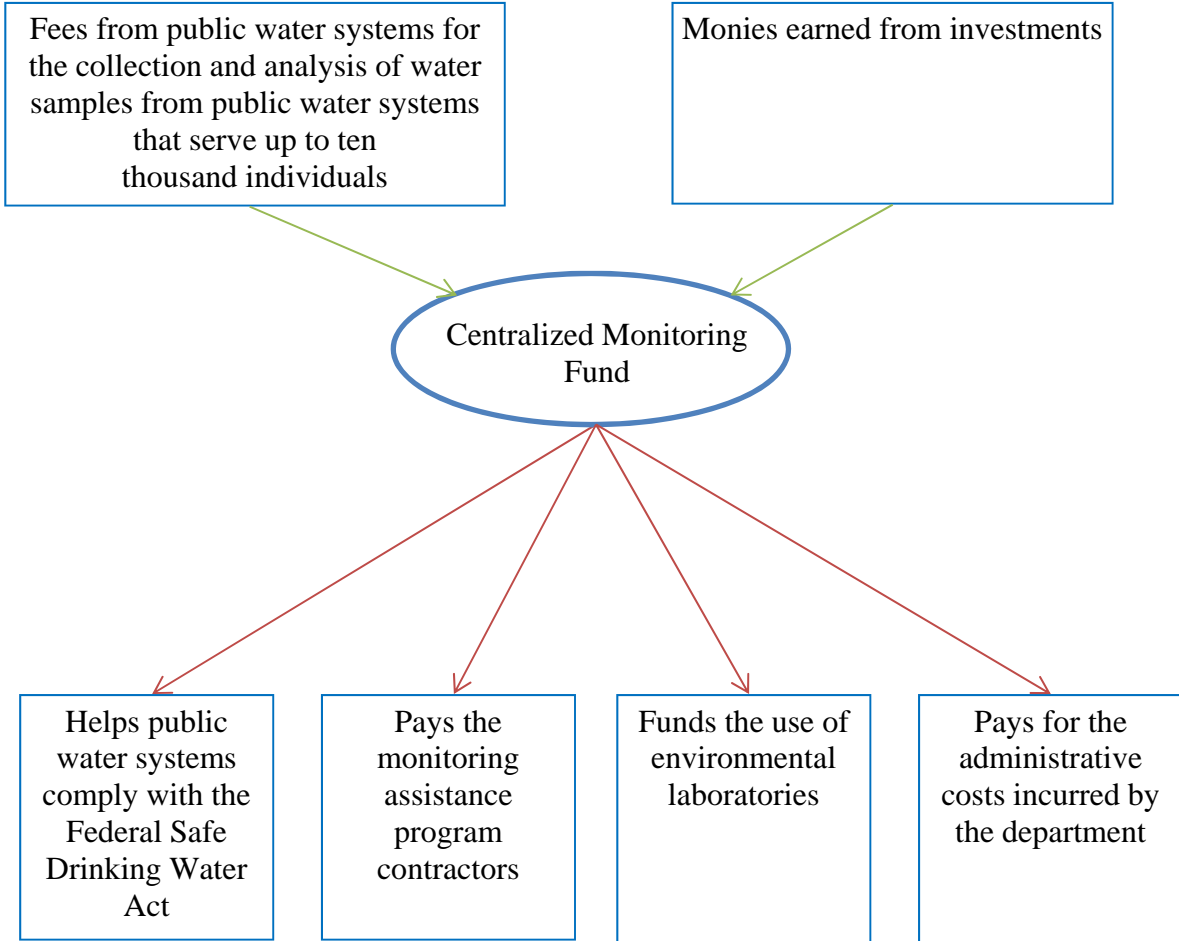 Fees from public water systems for
the collection and analysis of water
samples from public water systems
that serve up to ten
thousand individuals
Monies earned from investments
Centralized Monitoring
Fund
Helps public
water systems
comply with the
Federal Safe
Drinking Water
Act
Pays the
monitoring
assistance
program
contractors
Funds the use of
environmental
laboratories
Pays for the
administrative
costs incurred by
the department